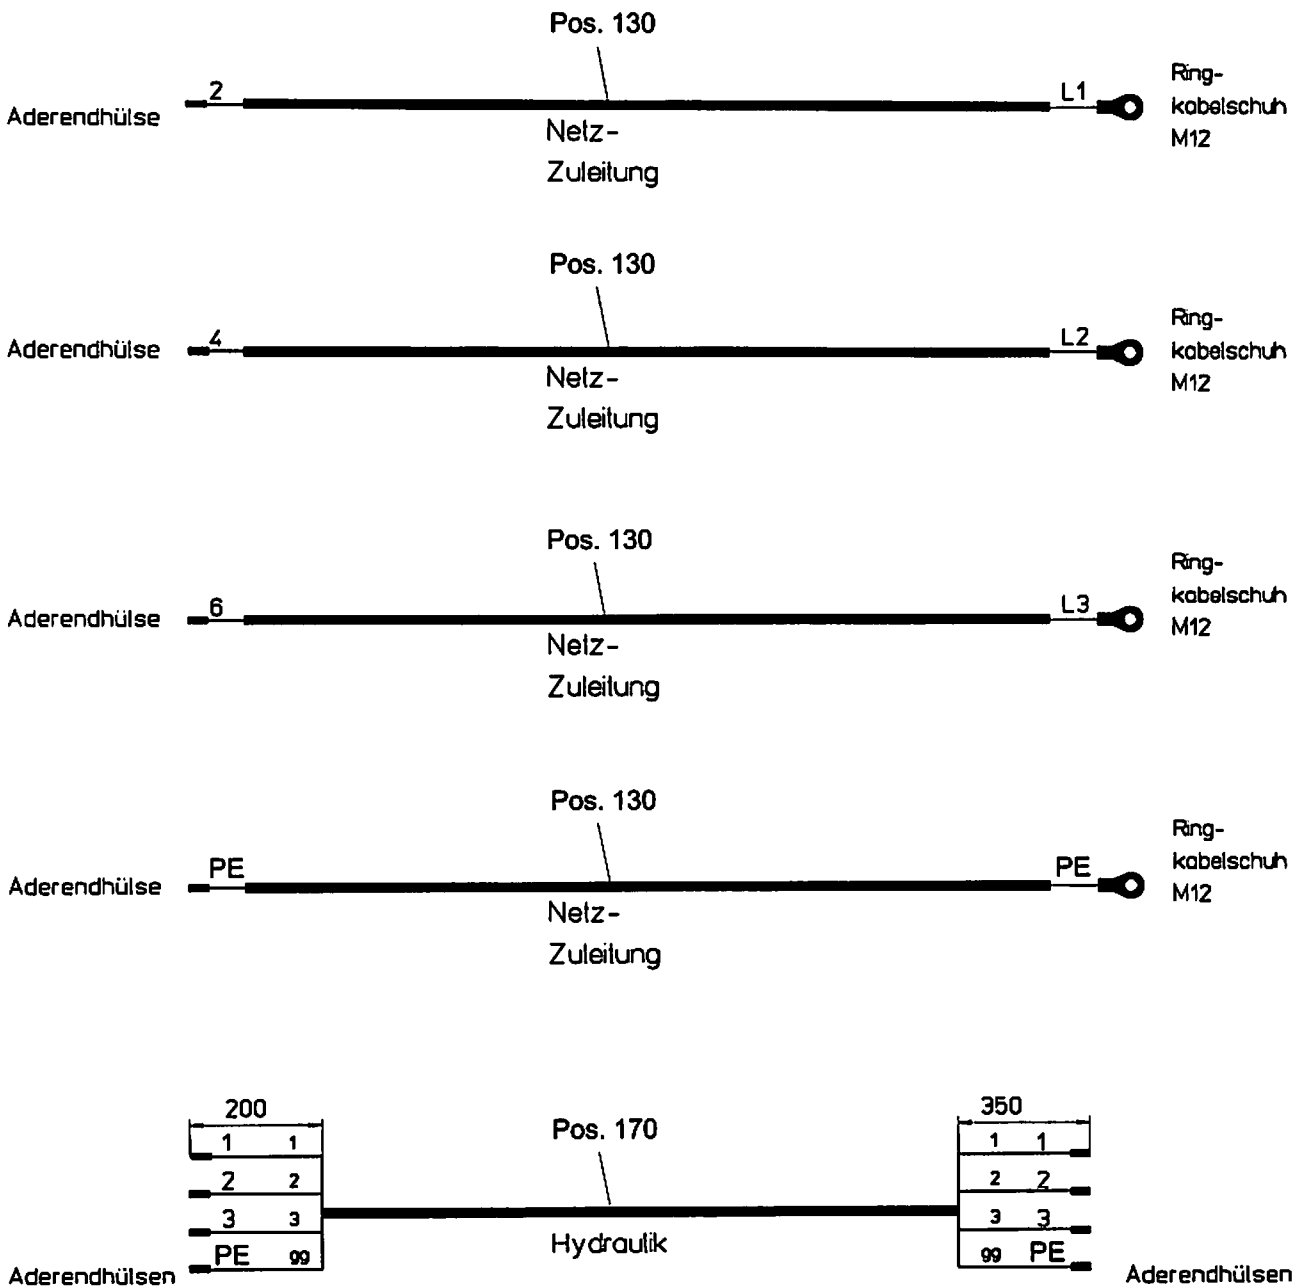 Pos. 130
Aderendhülse 2 L1 Ring-
kabelschuh
M12
Netz-
Zuleitung
Pos. 130
Aderendhülse 4 L2 Ring-
kabelschuh
M12
Netz-
Zuleitung
Pos. 130
Aderendhülse 6 L3 Ring-
kabelschuh
M12
Netz-
Zuleitung
Pos. 130
Aderendhülse PE PE Ring-
kabelschuh
M12
Netz-
Zuleitung
200 Pos. 170 350
1 1 1 1
2 2 2 2
3 3 3 3
PE gg gg PE
Hydraulik
Aderendhülsen Aderendhülsen